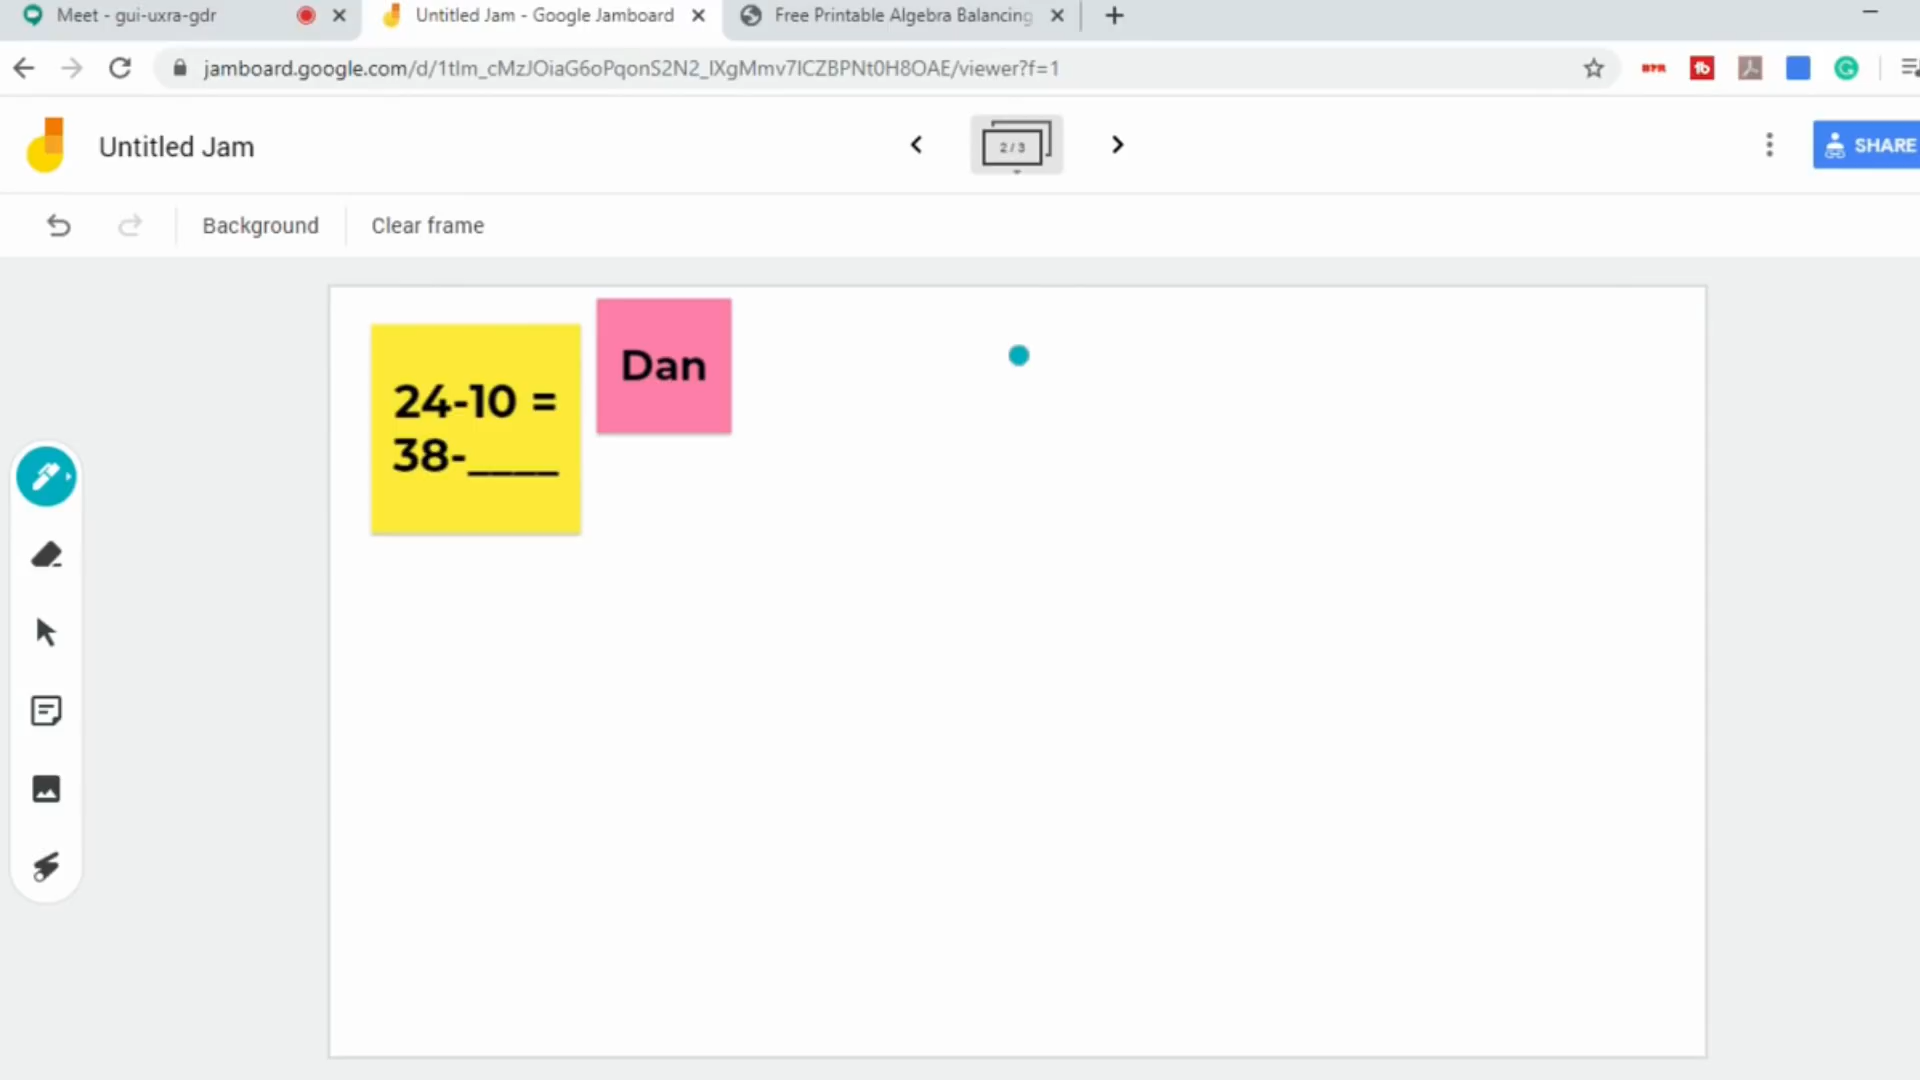 Meet - gui-uxra-gdr
Untitled Jam - Google Jamboard
Free Printable Algebra Balancing
jamboard.google.com/d/1tIm_cMzJOiaG6oPqonS2N2_lXgMmv7lCZBPNt0H8OAE/viewer?f=1
Untitled Jam
2 / 3
SHARE
Background
Clear frame
24-10 =
38-____
Dan